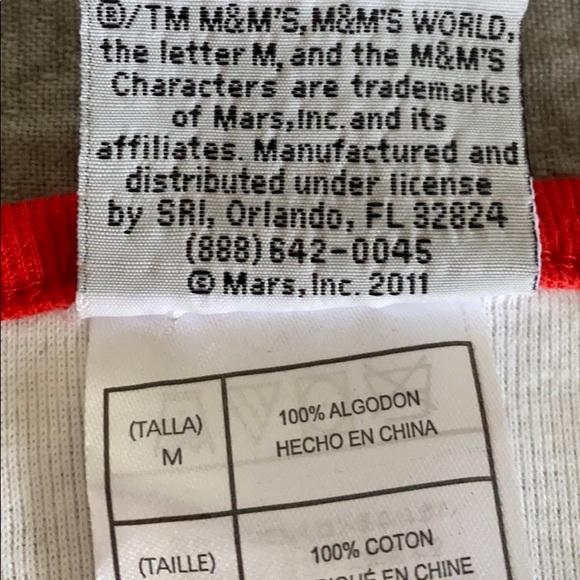 ®/TM M&M'S, M&M'S WORLD,
the letter M, and the M&M'S
Characters are trademarks
of Mars, Inc. and its
affiliates. Manufactured and
distributed under license
by SRI, Orlando, FL 32824
(888) 642-0045
© Mars, Inc. 2011
(TALLA)
M
100% ALGODON
HECHO EN CHINA
(TAILLE)
100% COTON
EN CHINE